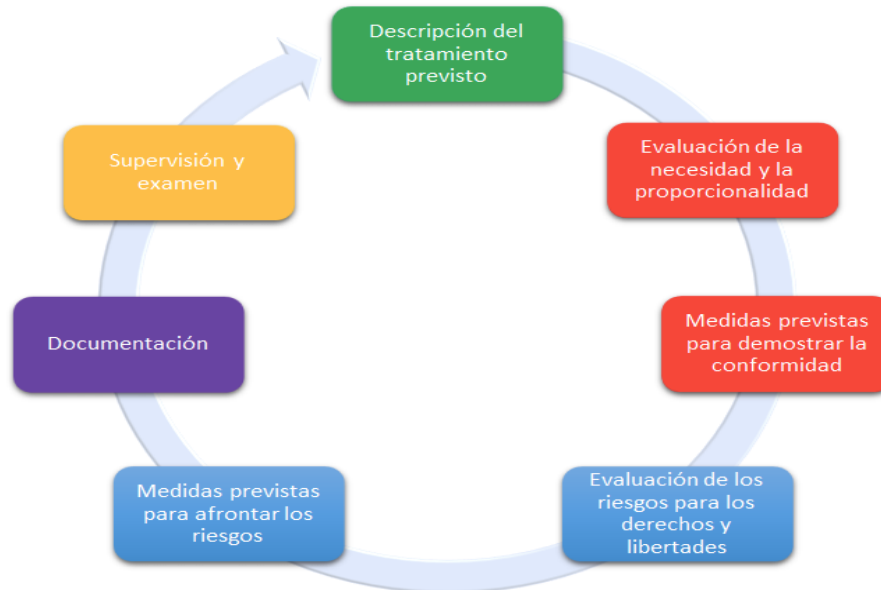 Descripción del
tratamiento
previsto
Evaluación de la
necesidad y la
proporcionalidad
Medidas previstas
para demostrar la
conformidad
Evaluación de los
riesgos para los
derechos y
libertades
Medidas previstas
para afrontar los
riesgos
Documentación
Supervisión y
examen